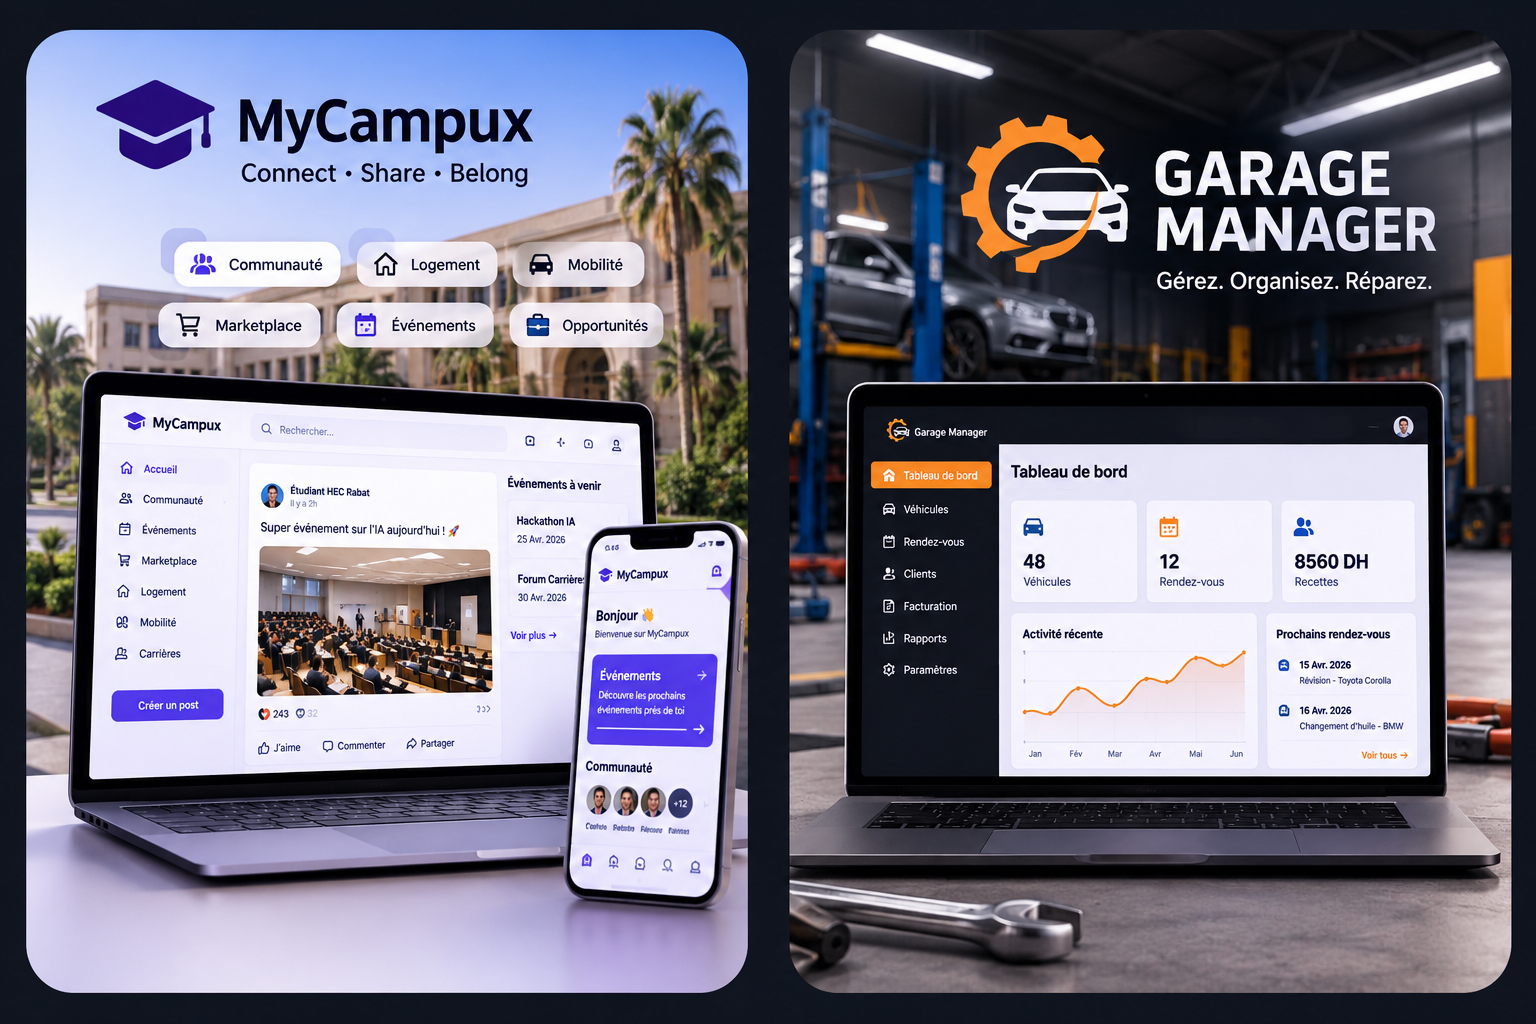 MyCampux
Connect • Share • Belong
Communauté
Logement
Mobilité
Marketplace
Événements
Opportunités
MyCampux
Rechercher...
Accueil
Communauté
Événements
Marketplace
Logement
Mobilité
Carrières
Créer un post
Étudiant HEC Rabat
Il y a 2h
Super événement sur l'IA aujourd'hui ! 🚀
243
32
J'aime
Commenter
Partager
Événements à venir
Hackathon IA
25 Avr. 2026
Forum Carrières
30 Avr. 2026
Voir plus →
MyCampux
Bonjour 👋
Bienvenue sur MyCampux
Événements
Découvre les prochains
événements près de toi
Communauté
+12
GARAGE
MANAGER
Gérez. Organisez. Réparez.
Garage Manager
Tableau de bord
Véhicules
Rendez-vous
Clients
Facturation
Rapports
Paramètres
Tableau de bord
48
Véhicules
12
Rendez-vous
8560 DH
Recettes
Activité récente
Jan Fév Mar Avr Mai Jun
Prochains rendez-vous
15 Avr. 2026
Révision - Toyota Corolla
16 Avr. 2026
Changement d'huile - BMW
Voir tous →